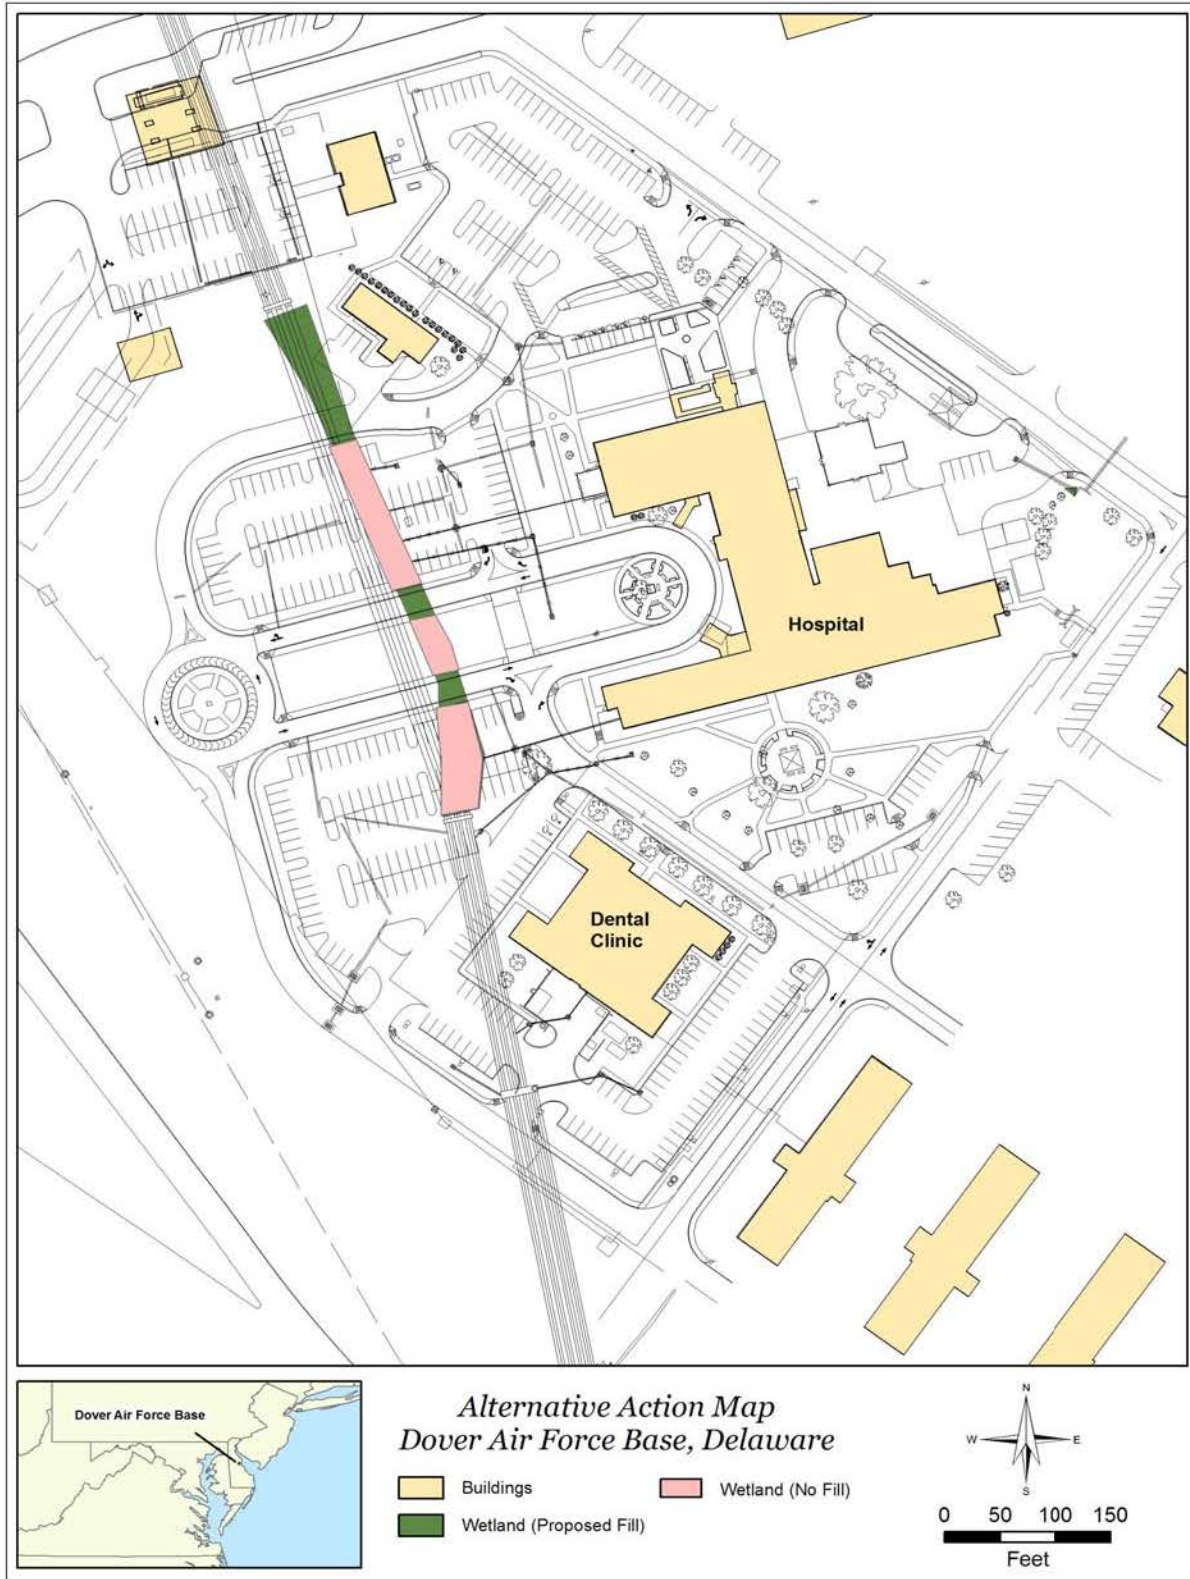 Hospital
Dental
Clinic
Dover Air Force Base
Alternative Action Map
Dover Air Force Base, Delaware
Buildings
Wetland (No Fill)
Wetland (Proposed Fill)
N
W
E
S
0 50 100 150
Feet